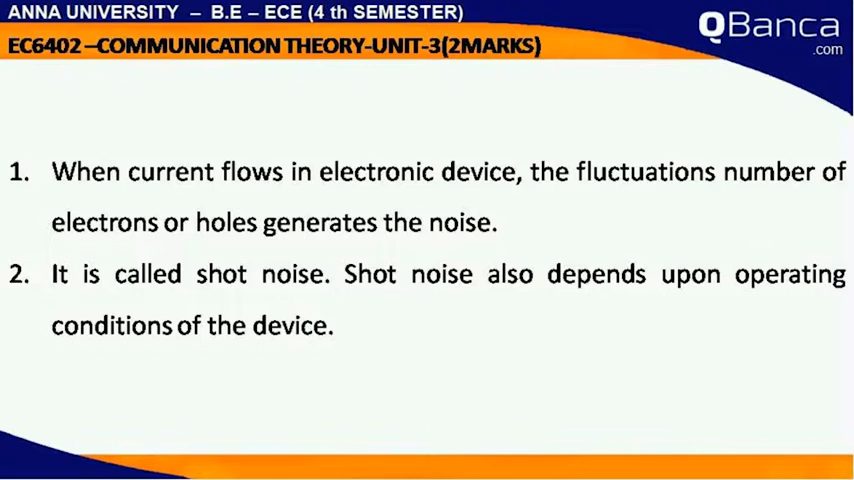 ANNA UNIVERSITY – B.E – ECE (4 th SEMESTER)
EC6402 –COMMUNICATION THEORY-UNIT-3(2MARKS)
QBanca
.com
1. When current flows in electronic device, the fluctuations number of
electrons or holes generates the noise.
2. It is called shot noise. Shot noise also depends upon operating
conditions of the device.